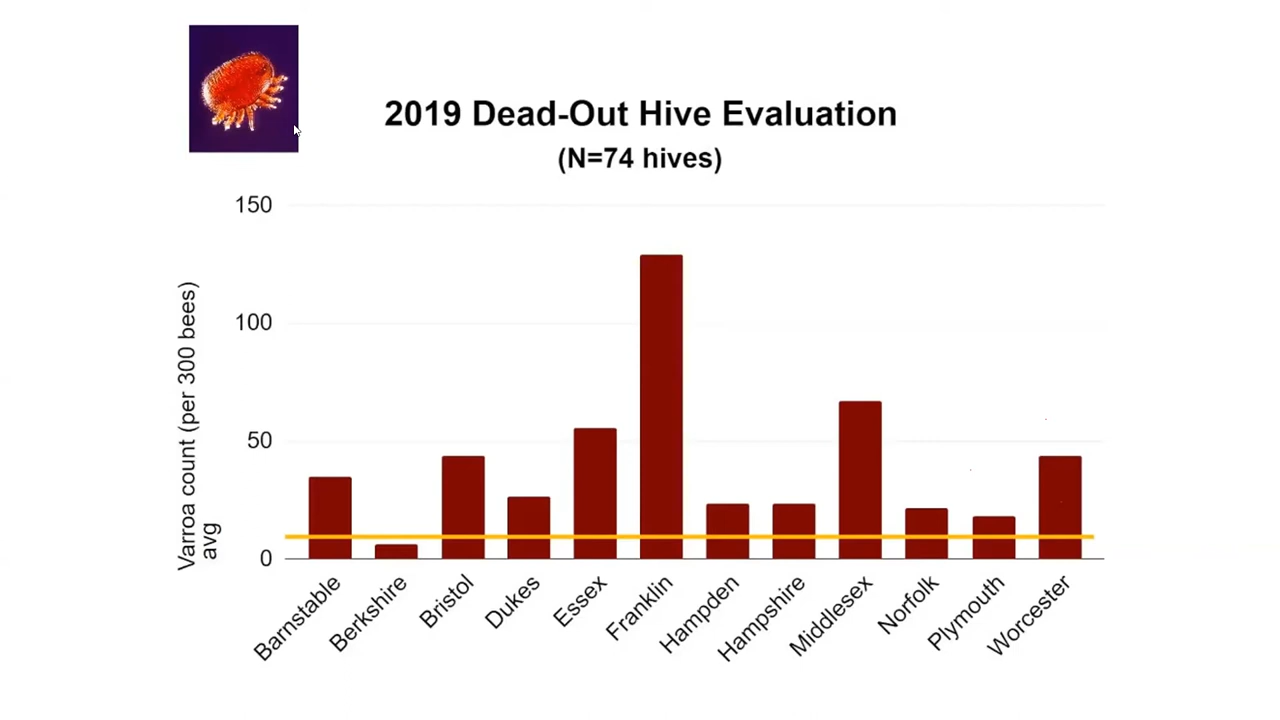 2019 Dead-Out Hive Evaluation
(N=74 hives)
Varroa count (per 300 bees)
avg
150
100
50
0
Barnstable
Berkshire
Bristol
Dukes
Essex
Franklin
Hampden
Hampshire
Middlesex
Norfolk
Plymouth
Worcester